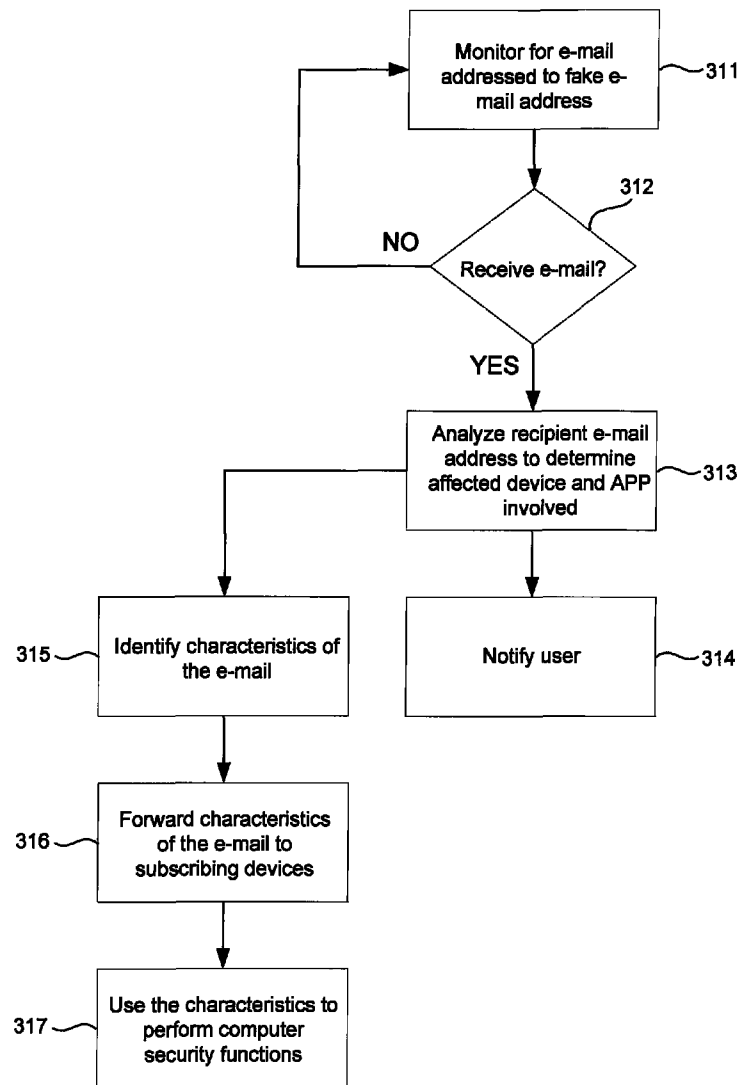 Monitor for e-mail
addressed to fake e-
mail address
311
312
NO
Receive e-mail?
YES
Analyze recipient e-mail
address to determine
affected device and APP
involved
313
315
Identify characteristics of
the e-mail
Notify user
314
316
Forward characteristics
of the e-mail to
subscribing devices
317
Use the characteristics to
perform computer
security functions